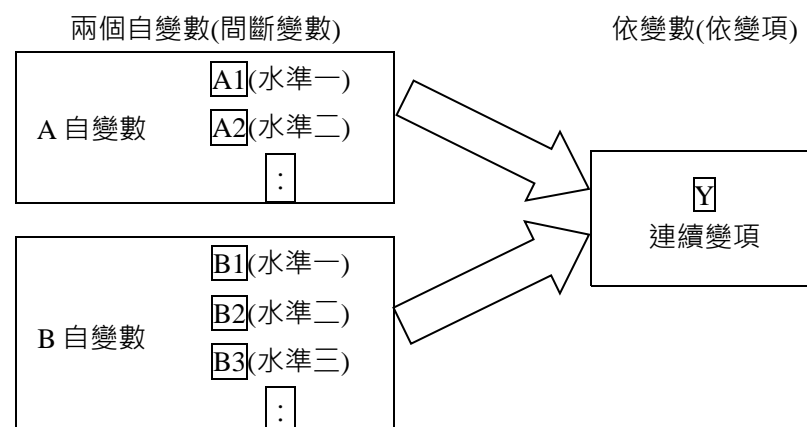 兩個自變數(間斷變數)
依變數(依變項)
A 自變數
A1(水準一)
A2(水準二)
:
B 自變數
B1(水準一)
B2(水準二)
B3(水準三)
:
Y
連續變項